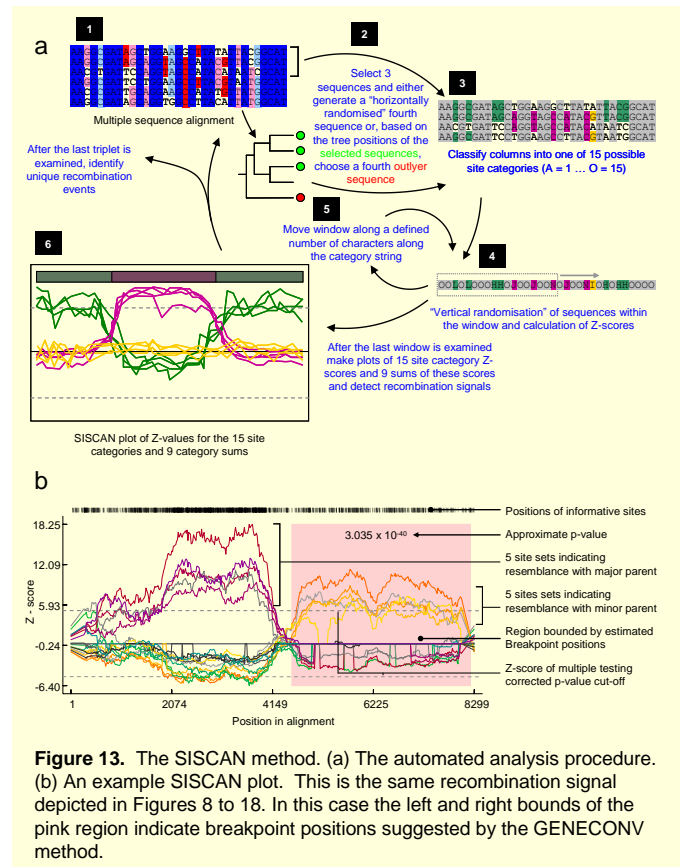 a
1
2
3
Multiple sequence alignment
Select 3
sequences and either
generate a "horizontally
randomised" fourth
sequence or, based on
the tree positions of the
selected sequences,
choose a fourth outlyer
sequence
AAGGCGATAGCTGGAAGGCTTATATTACGGCAT
Classify columns into one of 15 possible
site categories (A = 1 … O = 15)
After the last triplet is
examined, identify
unique recombination
events
5
Move window along a defined
number of characters along
the category string
4
"Vertical randomisation" of sequences within
the window and calculation of Z-scores
After the last window is examined
make plots of 15 site cactegory Z-
scores and 9 sums of these scores
and detect recombination signals
6
SISCAN plot of Z-values for the 15 site
categories and 9 category sums
b
Positions of informative sites
3.035 x 10-40
Approximate p-value
5 site sets indicating
resemblance with major parent
5 sites sets indicating
resemblance with minor parent
Region bounded by estimated
Breakpoint positions
Z-score of multiple testing
corrected p-value cut-off
18.25
12.09
5.93
-0.24
-6.40
Z - score
1
2074
4149
6225
8299
Position in alignment
Figure 13. The SISCAN method. (a) The automated analysis procedure.
(b) An example SISCAN plot. This is the same recombination signal
depicted in Figures 8 to 18. In this case the left and right bounds of the
pink region indicate breakpoint positions suggested by the GENECONV
method.